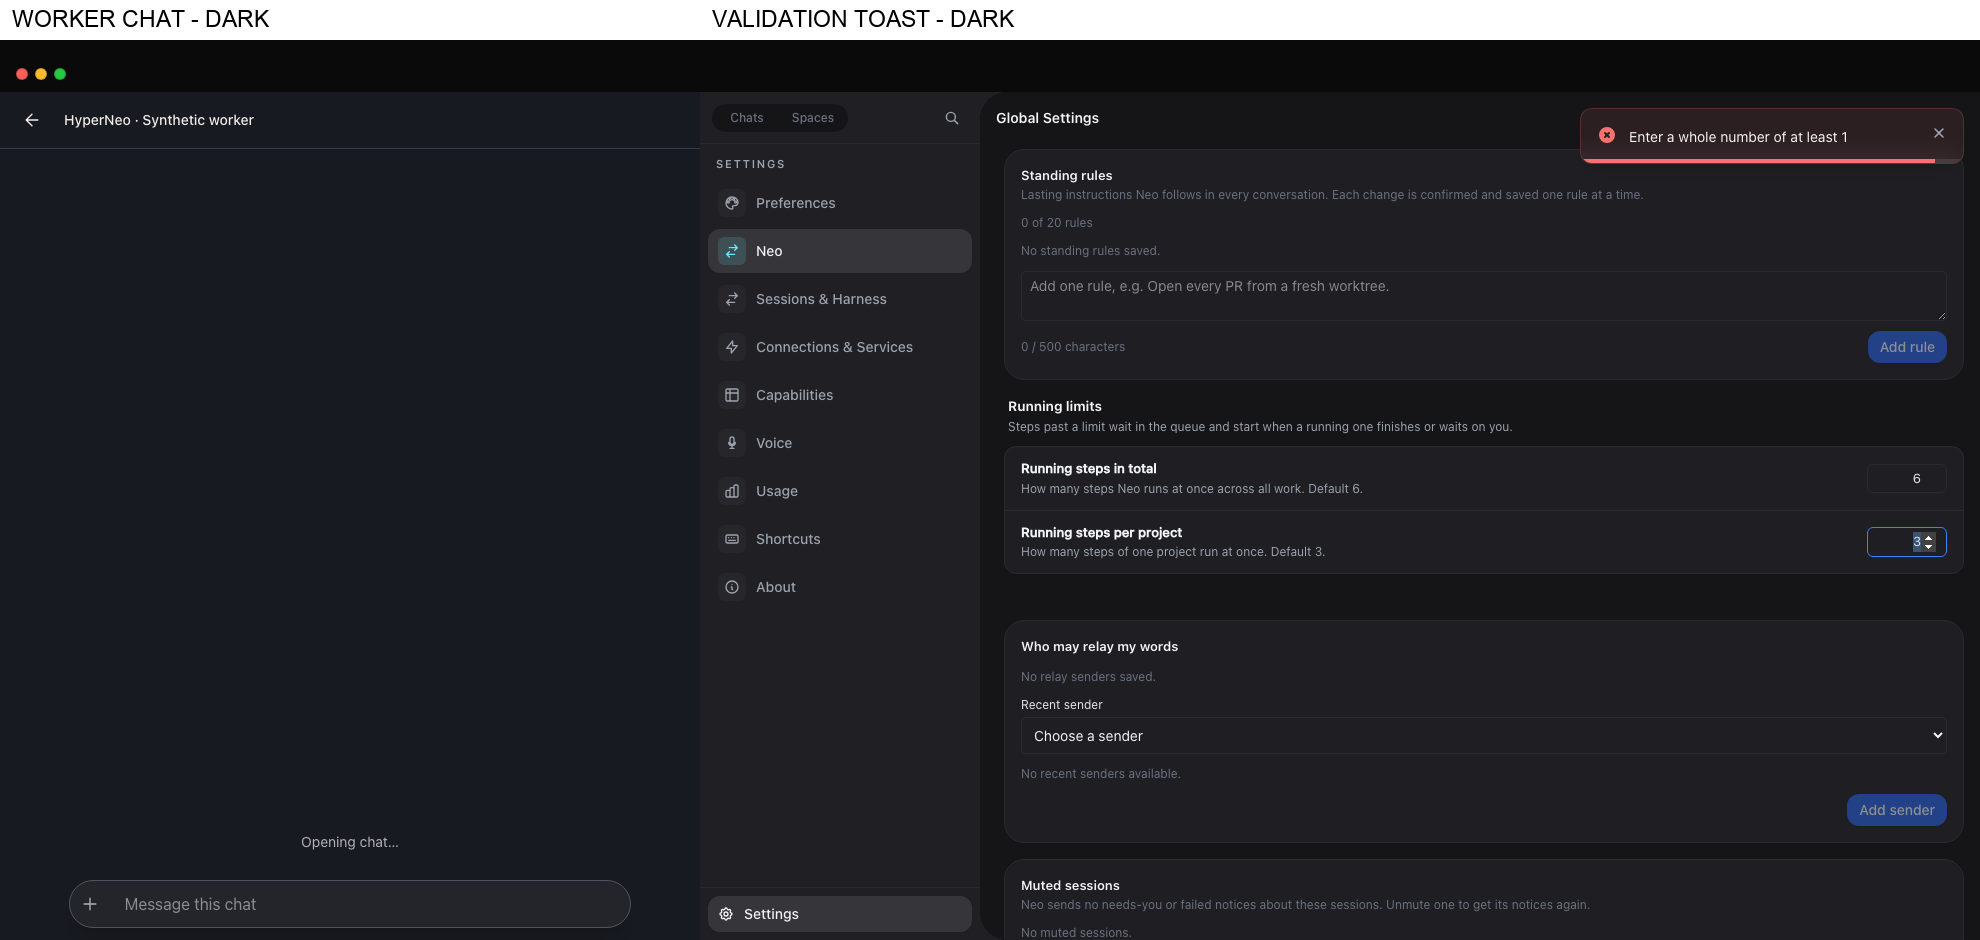 WORKER CHAT - DARK
VALIDATION TOAST - DARK
HyperNeo · Synthetic worker
Opening chat...
Message this chat
Chats
Spaces
SETTINGS
Preferences
Neo
Sessions & Harness
Connections & Services
Capabilities
Voice
Usage
Shortcuts
About
Settings
Global Settings
Enter a whole number of at least 1
Standing rules
Lasting instructions Neo follows in every conversation. Each change is confirmed and saved one rule at a time.
0 of 20 rules
No standing rules saved.
Add one rule, e.g. Open every PR from a fresh worktree.
0 / 500 characters
Add rule
Running limits
Steps past a limit wait in the queue and start when a running one finishes or waits on you.
Running steps in total
How many steps Neo runs at once across all work. Default 6.
6
Running steps per project
How many steps of one project run at once. Default 3.
3
Who may relay my words
No relay senders saved.
Recent sender
Choose a sender
No recent senders available.
Add sender
Muted sessions
Neo sends no needs-you or failed notices about these sessions. Unmute one to get its notices again.
No muted sessions.